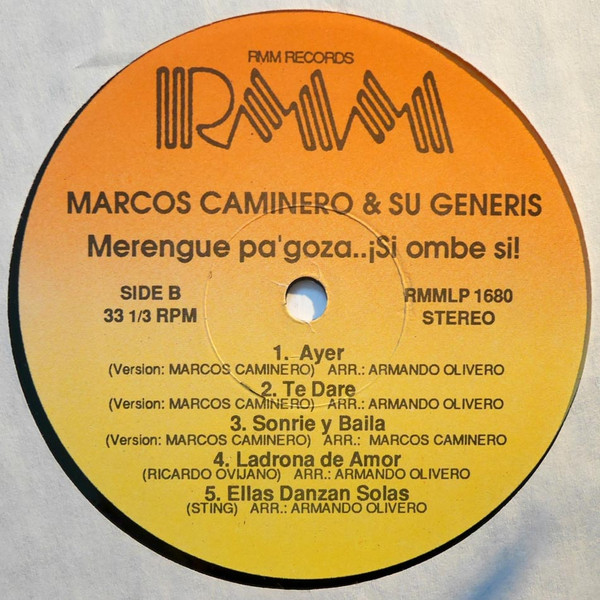 RMM RECORDS
RMM
MARCOS CAMINERO & SU GENERIS
Merengue pa'goza..¡Si ombe si!
SIDE B
33 1/3 RPM
RMMLP 1680
STEREO
1. Ayer
(Version: MARCOS CAMINERO) ARR.: ARMANDO OLIVERO
2. Te Dare
(Version: MARCOS CAMINERO) ARR.: ARMANDO OLIVERO
3. Sonrie y Baila
(Version: MARCOS CAMINERO) ARR.: MARCOS CAMINERO
4. Ladrona de Amor
(RICARDO OVIJANO) ARR.: ARMANDO OLIVERO
5. Ellas Danzan Solas
(STING) ARR.: ARMANDO OLIVERO